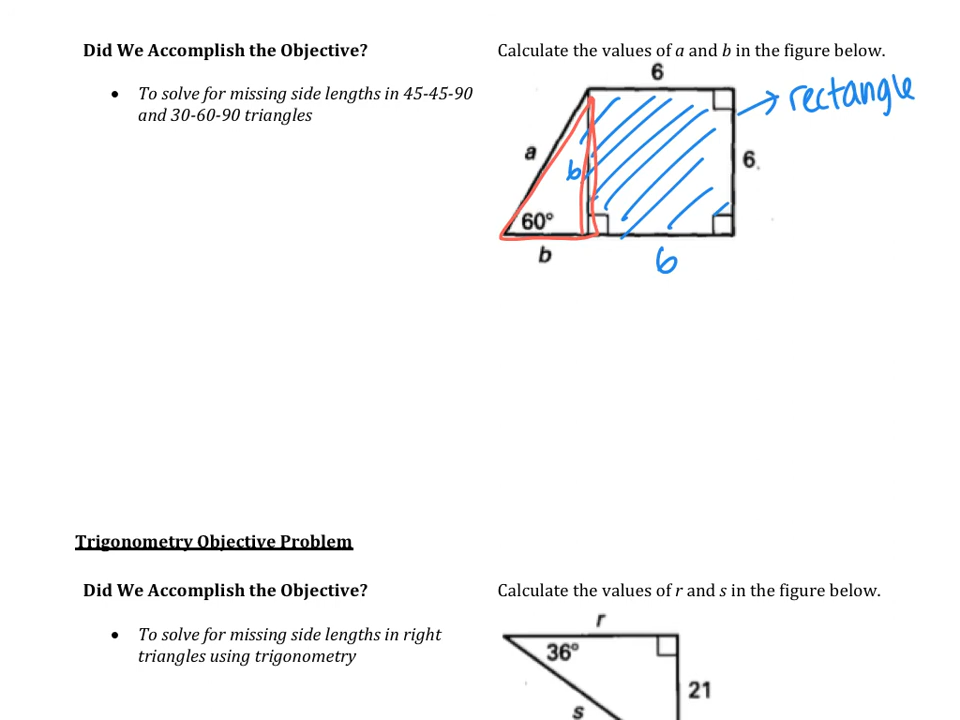 Did We Accomplish the Objective?
• To solve for missing side lengths in 45-45-90
and 30-60-90 triangles
Calculate the values of a and b in the figure below.
6
rectangle
a
b
6
60°
b
6
Trigonometry Objective Problem
Did We Accomplish the Objective?
• To solve for missing side lengths in right
triangles using trigonometry
Calculate the values of r and s in the figure below.
r
36°
21
s